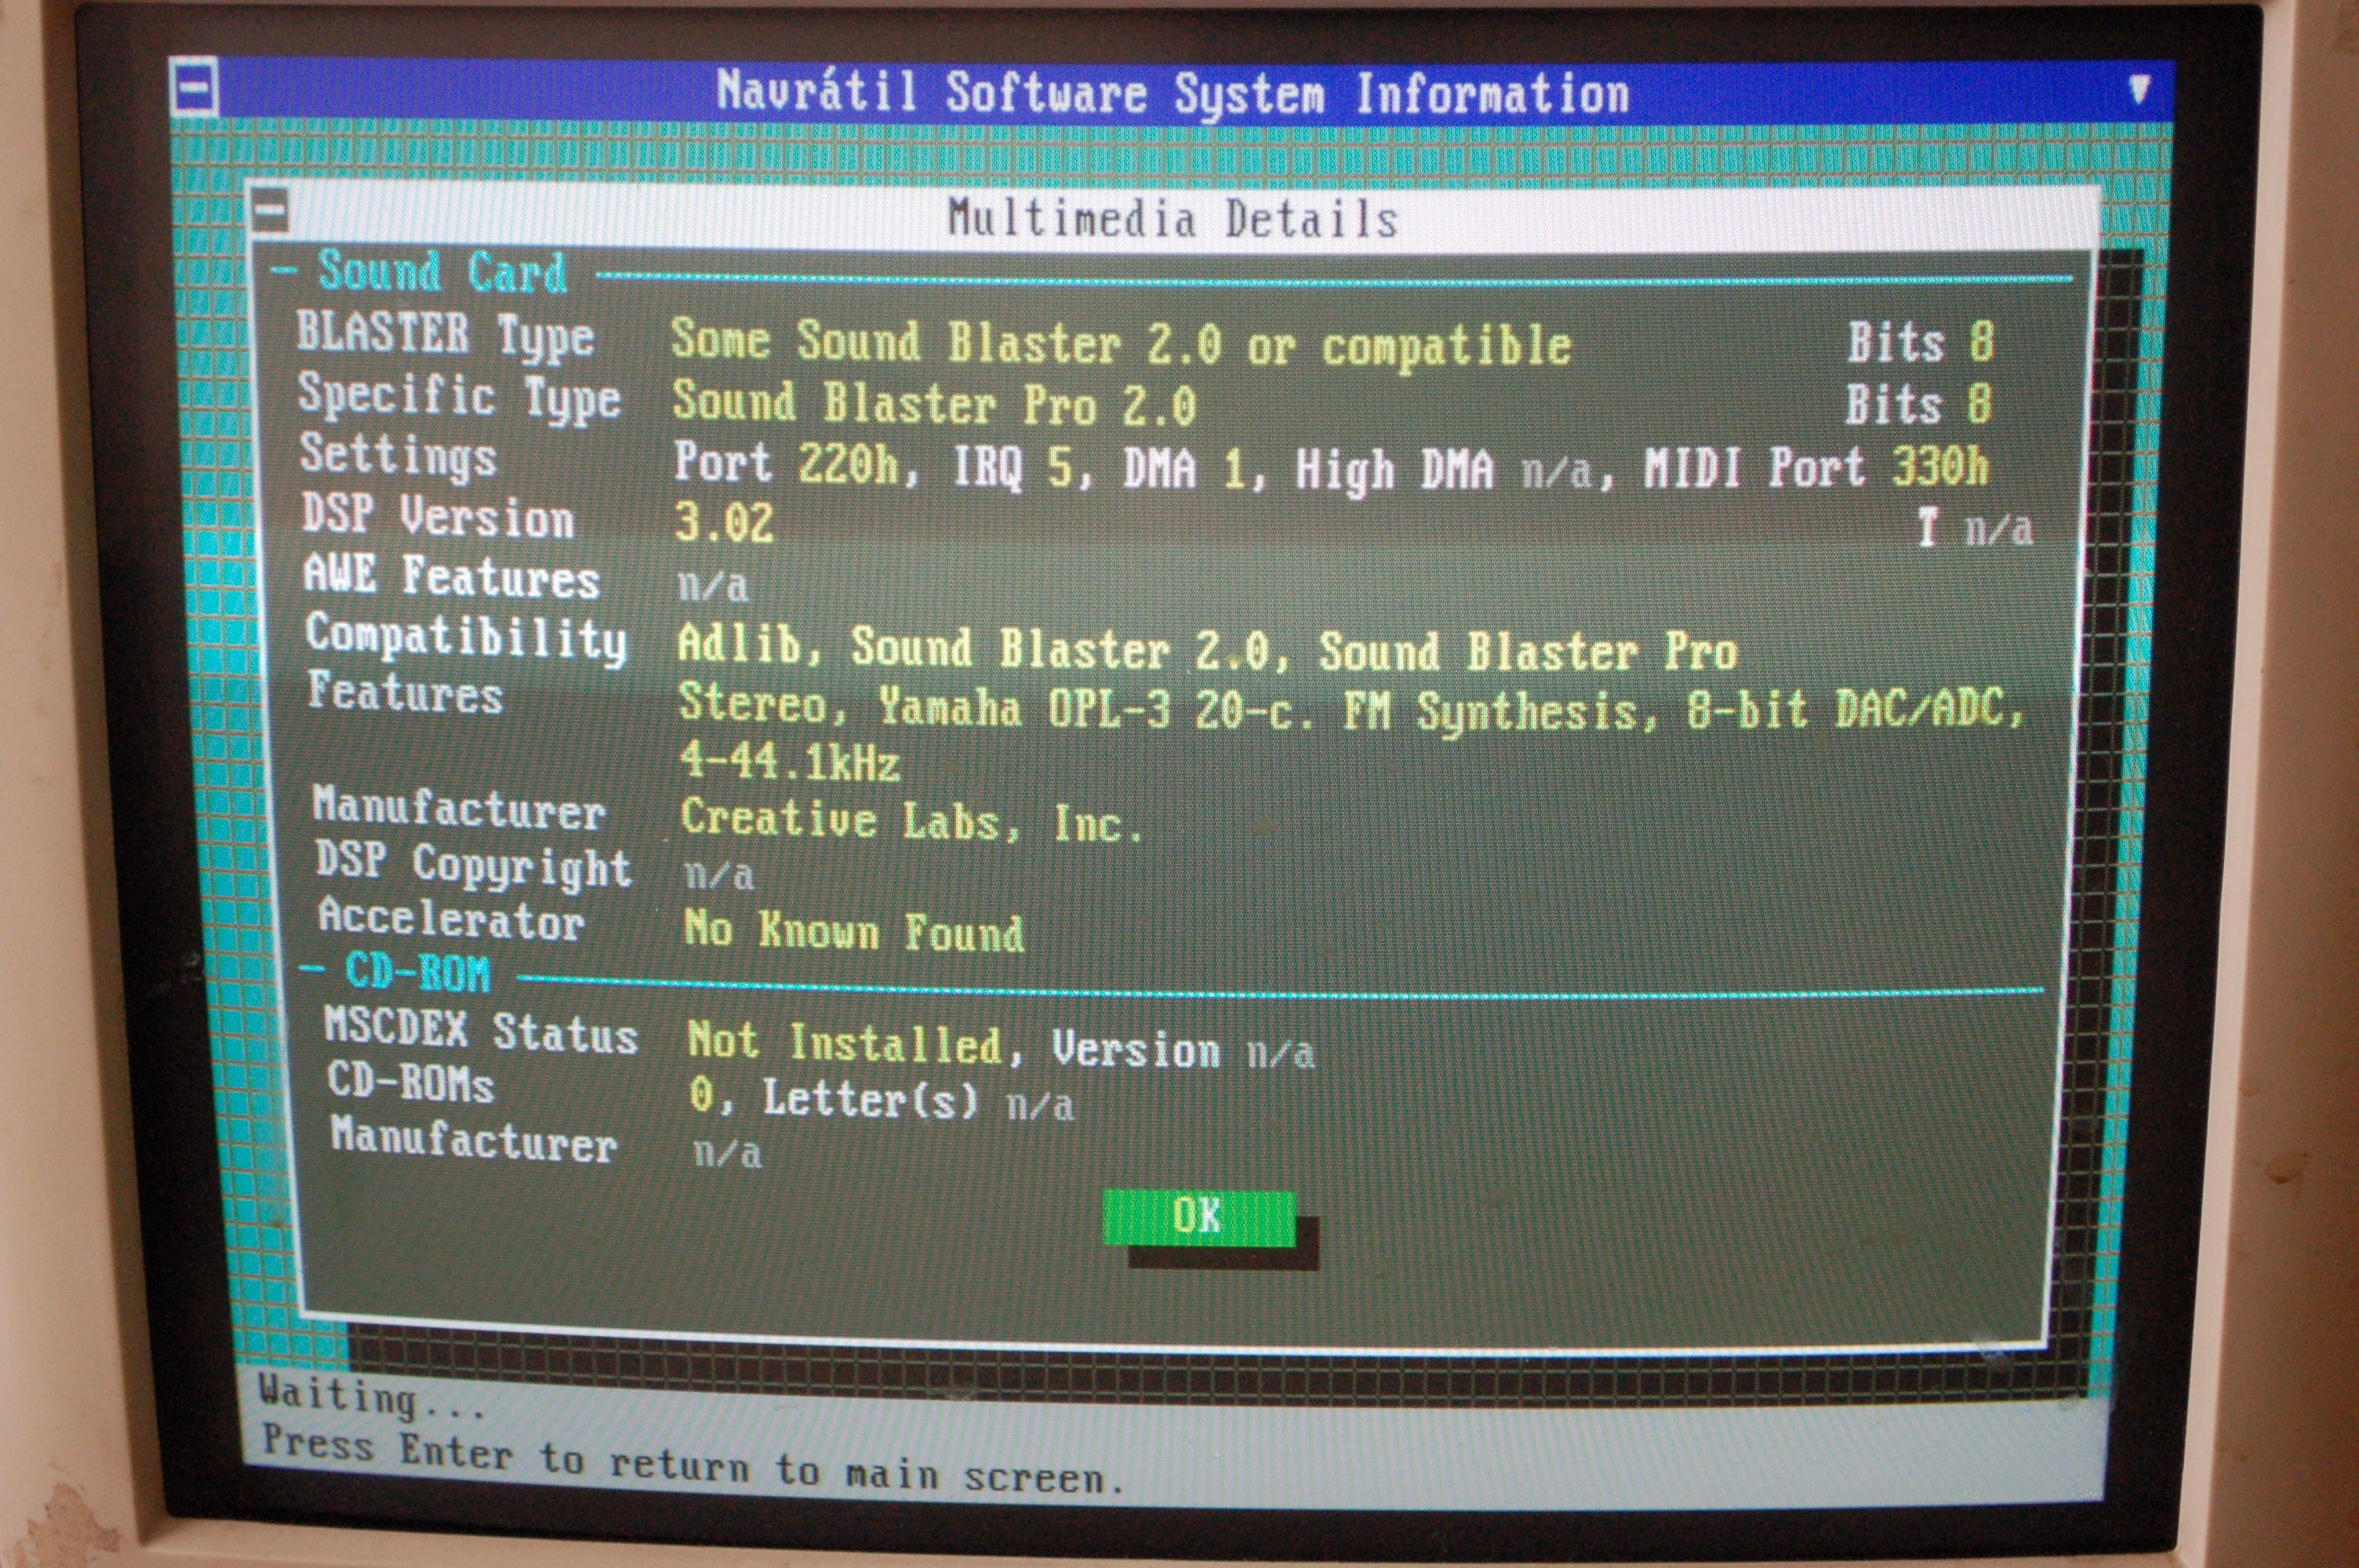 Navrátil Software System Information
Multimedia Details
Sound Card
BLASTER Type Some Sound Blaster 2.0 or compatible Bits 8
Specific Type Sound Blaster Pro 2.0 Bits 8
Settings Port 220h, IRQ 5, DMA 1, High DMA n/a, MIDI Port 330h
DSP Version 3.02 T n/a
AWE Features n/a
Compatibility Adlib, Sound Blaster 2.0, Sound Blaster Pro
Features Stereo, Yamaha OPL-3 20-c. FM Synthesis, 8-bit DAC/ADC,
4-44.1kHz
Manufacturer Creative Labs, Inc.
DSP Copyright n/a
Accelerator No Known Found
CD-ROM
MSCDEX Status Not Installed, Version n/a
CD-ROMs 0, Letter(s) n/a
Manufacturer n/a
OK
Waiting...
Press Enter to return to main screen.